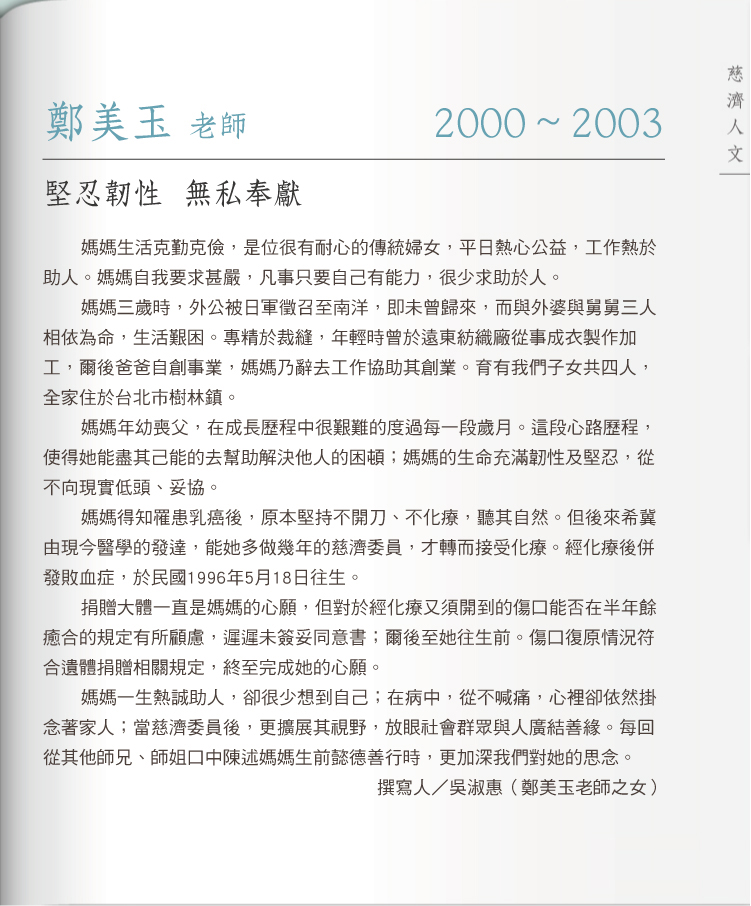 慈濟人文
鄭美玉 老師 2000～2003
堅忍韌性 無私奉獻
媽媽生活克勤克儉，是位很有耐心的傳統婦女，平日熱心公益，工作熱於
助人。媽媽自我要求甚嚴，凡事只要自己有能力，很少求助於人。
媽媽三歲時，外公被日軍徵召至南洋，即未曾歸來，而與外婆與舅舅三人
相依為命，生活艱困。專精於裁縫，年輕時曾於遠東紡織廠從事成衣製作加
工，爾後爸爸自創事業，媽媽乃辭去工作協助其創業。育有我們子女共四人，
全家住於台北市樹林鎮。
媽媽年幼喪父，在成長歷程中很艱難的度過每一段歲月。這段心路歷程，
使得她能盡其己能的去幫助解決他人的困頓；媽媽的生命充滿韌性及堅忍，從
不向現實低頭、妥協。
媽媽得知罹患乳癌後，原本堅持不開刀、不化療，聽其自然。但後來希冀
由現今醫學的發達，能她多做幾年的慈濟委員，才轉而接受化療。經化療後併
發敗血症，於民國1996年5月18日往生。
捐贈大體一直是媽媽的心願，但對於經化療又須開到的傷口能否在半年餘
癒合的規定有所顧慮，遲遲未簽妥同意書；爾後至她往生前。傷口復原情況符
合遺體捐贈相關規定，終至完成她的心願。
媽媽一生熱誠助人，卻很少想到自己；在病中，從不喊痛，心裡卻依然掛
念著家人；當慈濟委員後，更擴展其視野，放眼社會群眾與人廣結善緣。每回
從其他師兄、師姐口中陳述媽媽生前懿德善行時，更加深我們對她的思念。
撰寫人／吳淑惠（鄭美玉老師之女）